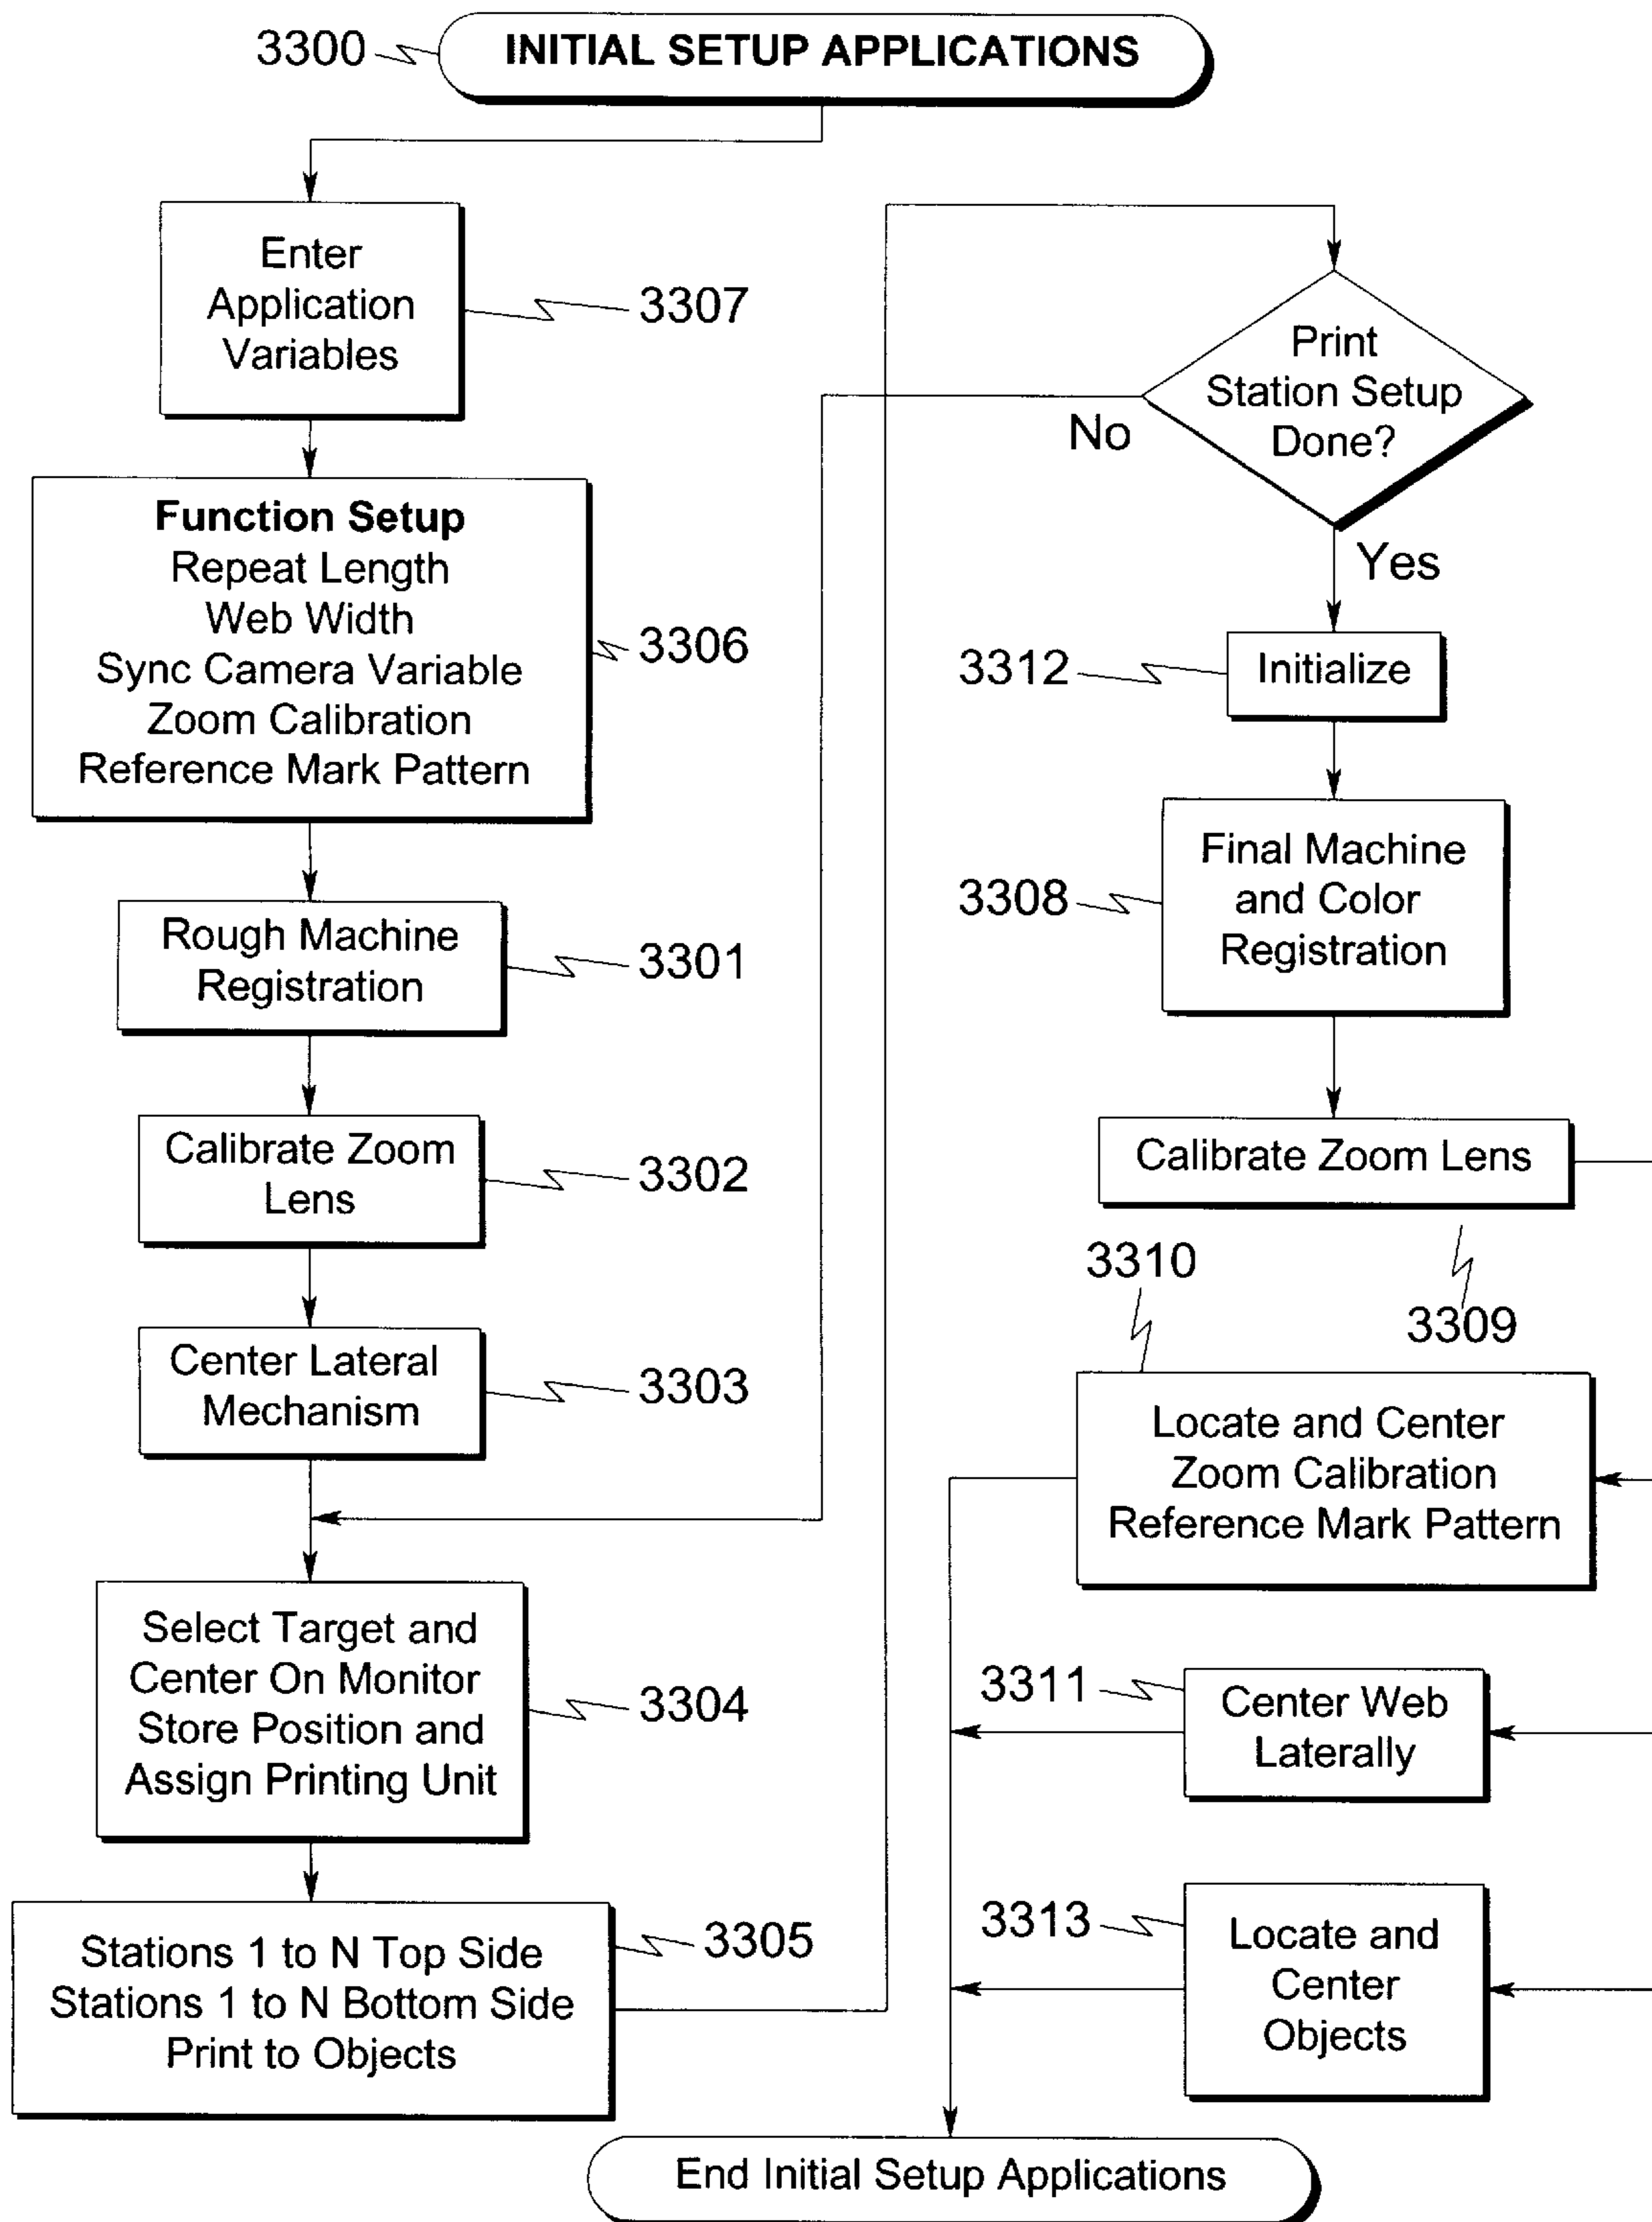 3300
INITIAL SETUP APPLICATIONS
Enter
Application
Variables
3307
Function Setup
Repeat Length
Web Width
Sync Camera Variable
Zoom Calibration
Reference Mark Pattern
3306
Rough Machine
Registration
3301
Calibrate Zoom
Lens
3302
Center Lateral
Mechanism
3303
Select Target and
Center On Monitor
Store Position and
Assign Printing Unit
3304
Stations 1 to N Top Side
Stations 1 to N Bottom Side
Print to Objects
3305
Print
Station Setup
Done?
No
Yes
3312
Initialize
3308
Final Machine
and Color
Registration
Calibrate Zoom Lens
3309
3310
Locate and Center
Zoom Calibration
Reference Mark Pattern
3311
Center Web
Laterally
3313
Locate and
Center
Objects
End Initial Setup Applications